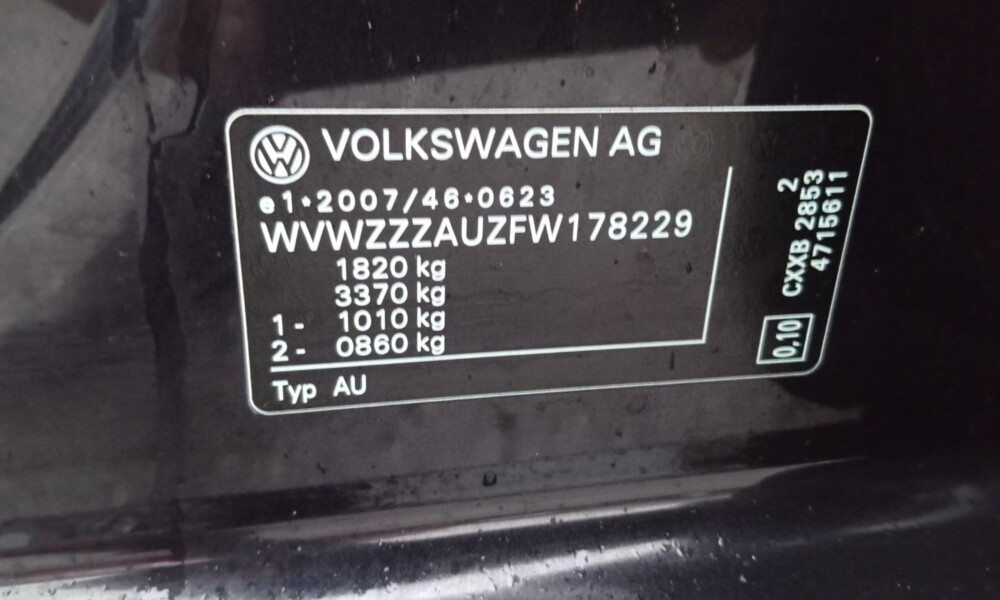 VOLKSWAGEN AG
e1*2007/46*0623
WVWZZZAUZFW178229
1820 kg
3370 kg
1- 1010 kg
2- 0860 kg
Typ AU
2
CXXB 2853
4715611
0,10